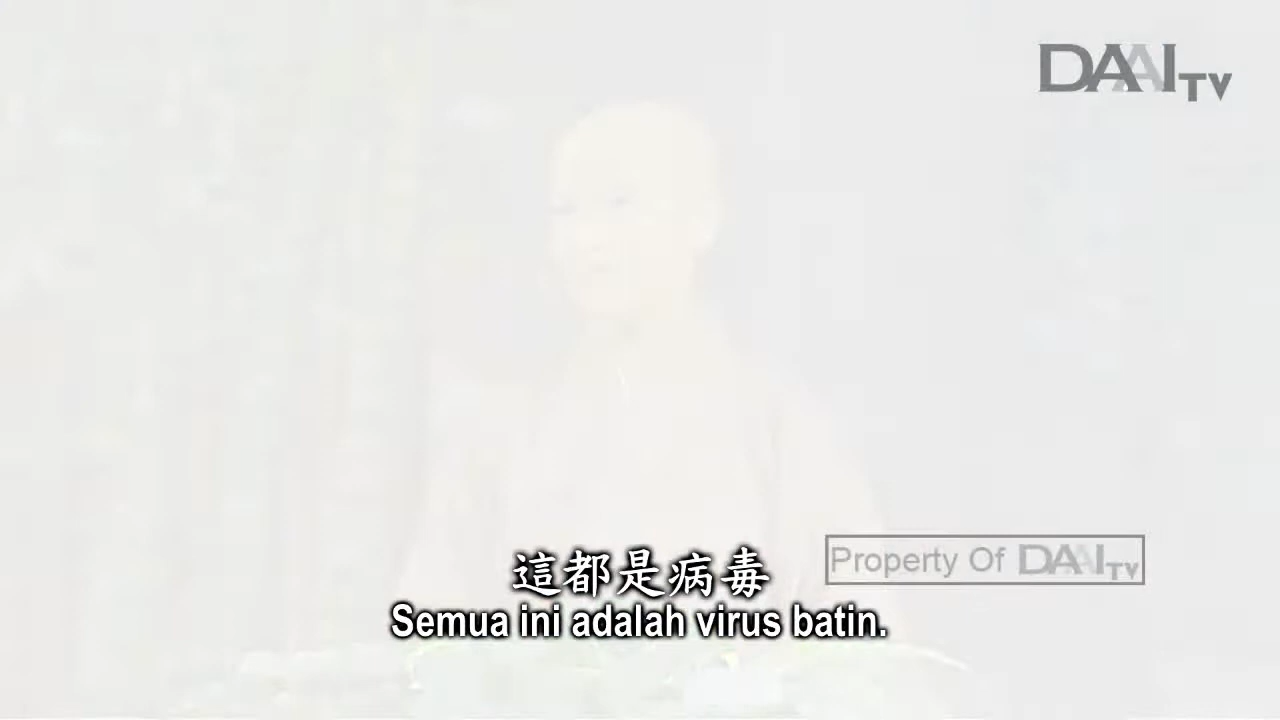 DAAI TV
Property Of DAAI TV
這都是病毒
Semua ini adalah virus batin.